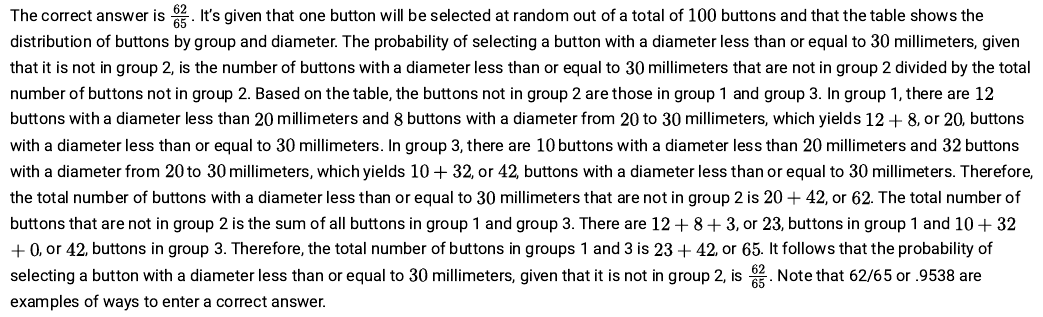 The correct answer is 62/65. It's given that one button will be selected at random out of a total of 100 buttons and that the table shows the
distribution of buttons by group and diameter. The probability of selecting a button with a diameter less than or equal to 30 millimeters, given
that it is not in group 2, is the number of buttons with a diameter less than or equal to 30 millimeters that are not in group 2 divided by the total
number of buttons not in group 2. Based on the table, the buttons not in group 2 are those in group 1 and group 3. In group 1, there are 12
buttons with a diameter less than 20 millimeters and 8 buttons with a diameter from 20 to 30 millimeters, which yields 12 + 8, or 20, buttons
with a diameter less than or equal to 30 millimeters. In group 3, there are 10 buttons with a diameter less than 20 millimeters and 32 buttons
with a diameter from 20 to 30 millimeters, which yields 10 + 32, or 42, buttons with a diameter less than or equal to 30 millimeters. Therefore,
the total number of buttons with a diameter less than or equal to 30 millimeters that are not in group 2 is 20 + 42, or 62. The total number of
buttons that are not in group 2 is the sum of all buttons in group 1 and group 3. There are 12 + 8 + 3, or 23, buttons in group 1 and 10 + 32
+ 0, or 42, buttons in group 3. Therefore, the total number of buttons in groups 1 and 3 is 23 + 42, or 65. It follows that the probability of
selecting a button with a diameter less than or equal to 30 millimeters, given that it is not in group 2, is 62/65. Note that 62/65 or .9538 are
examples of ways to enter a correct answer.